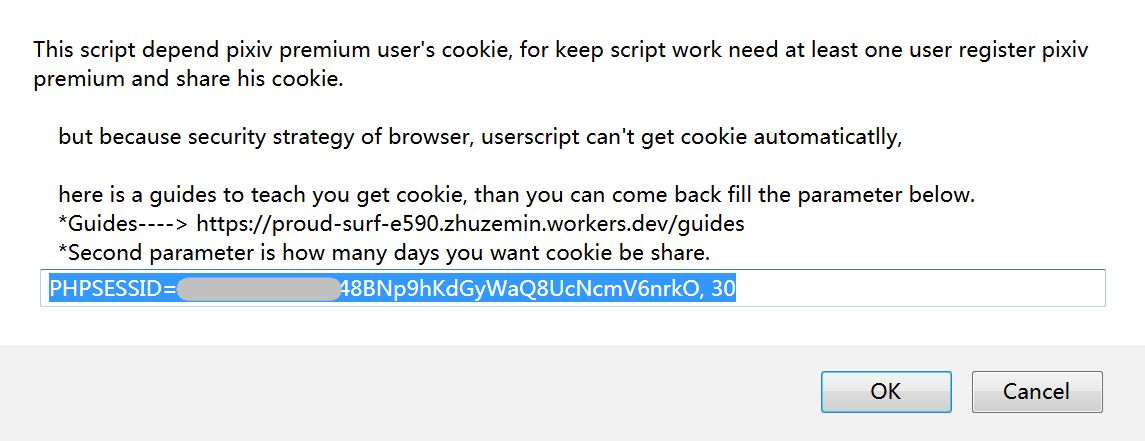 This script depend pixiv premium user's cookie, for keep script work need at least one user register pixiv
premium and share his cookie.
but because security strategy of browser, userscript can't get cookie automaticatlly,
here is a guides to teach you get cookie, than you can come back fill the parameter below.
*Guides----> https://proud-surf-e590.zhuzemin.workers.dev/guides
*Second parameter is how many days you want cookie be share.
PHPSESSID= 48BNp9hKdGyWaQ8UcNcmV6nrkO, 30
OK Cancel